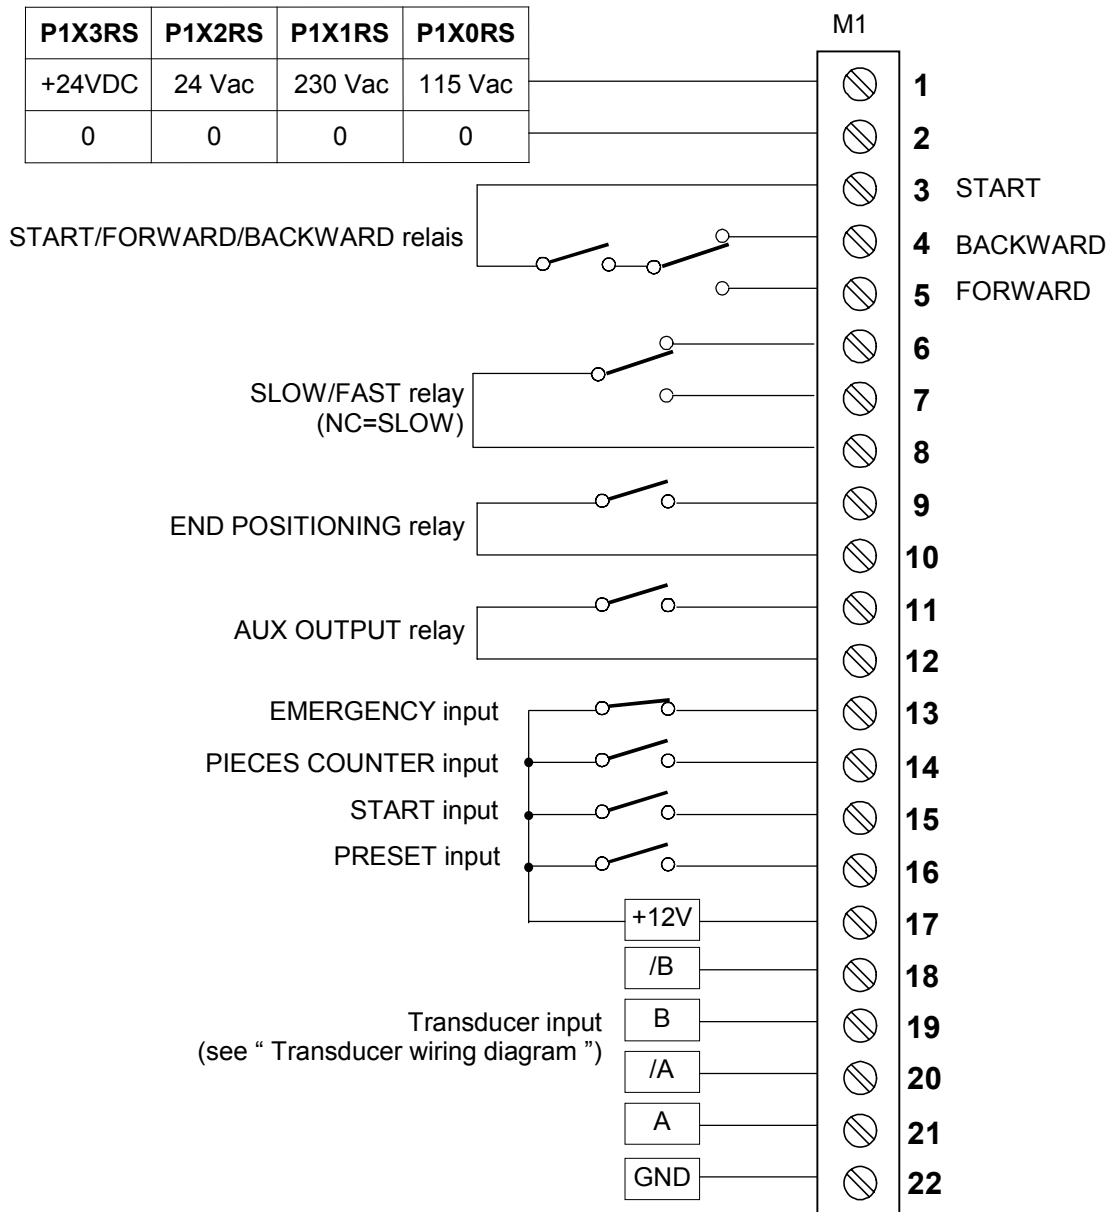 M1
P1X3RS P1X2RS P1X1RS P1X0RS
+24VDC 24 Vac 230 Vac 115 Vac 1
0 0 0 0 2
3 START
START/FORWARD/BACKWARD relais
4 BACKWARD
5 FORWARD
6
SLOW/FAST relay
7
(NC=SLOW)
8
9
END POSITIONING relay
10
11
AUX OUTPUT relay
12
EMERGENCY input 13
PIECES COUNTER input 14
START input 15
PRESET input 16
+12V 17
/B 18
Transducer input B 19
(see “ Transducer wiring diagram ”)
/A 20
A 21
GND 22